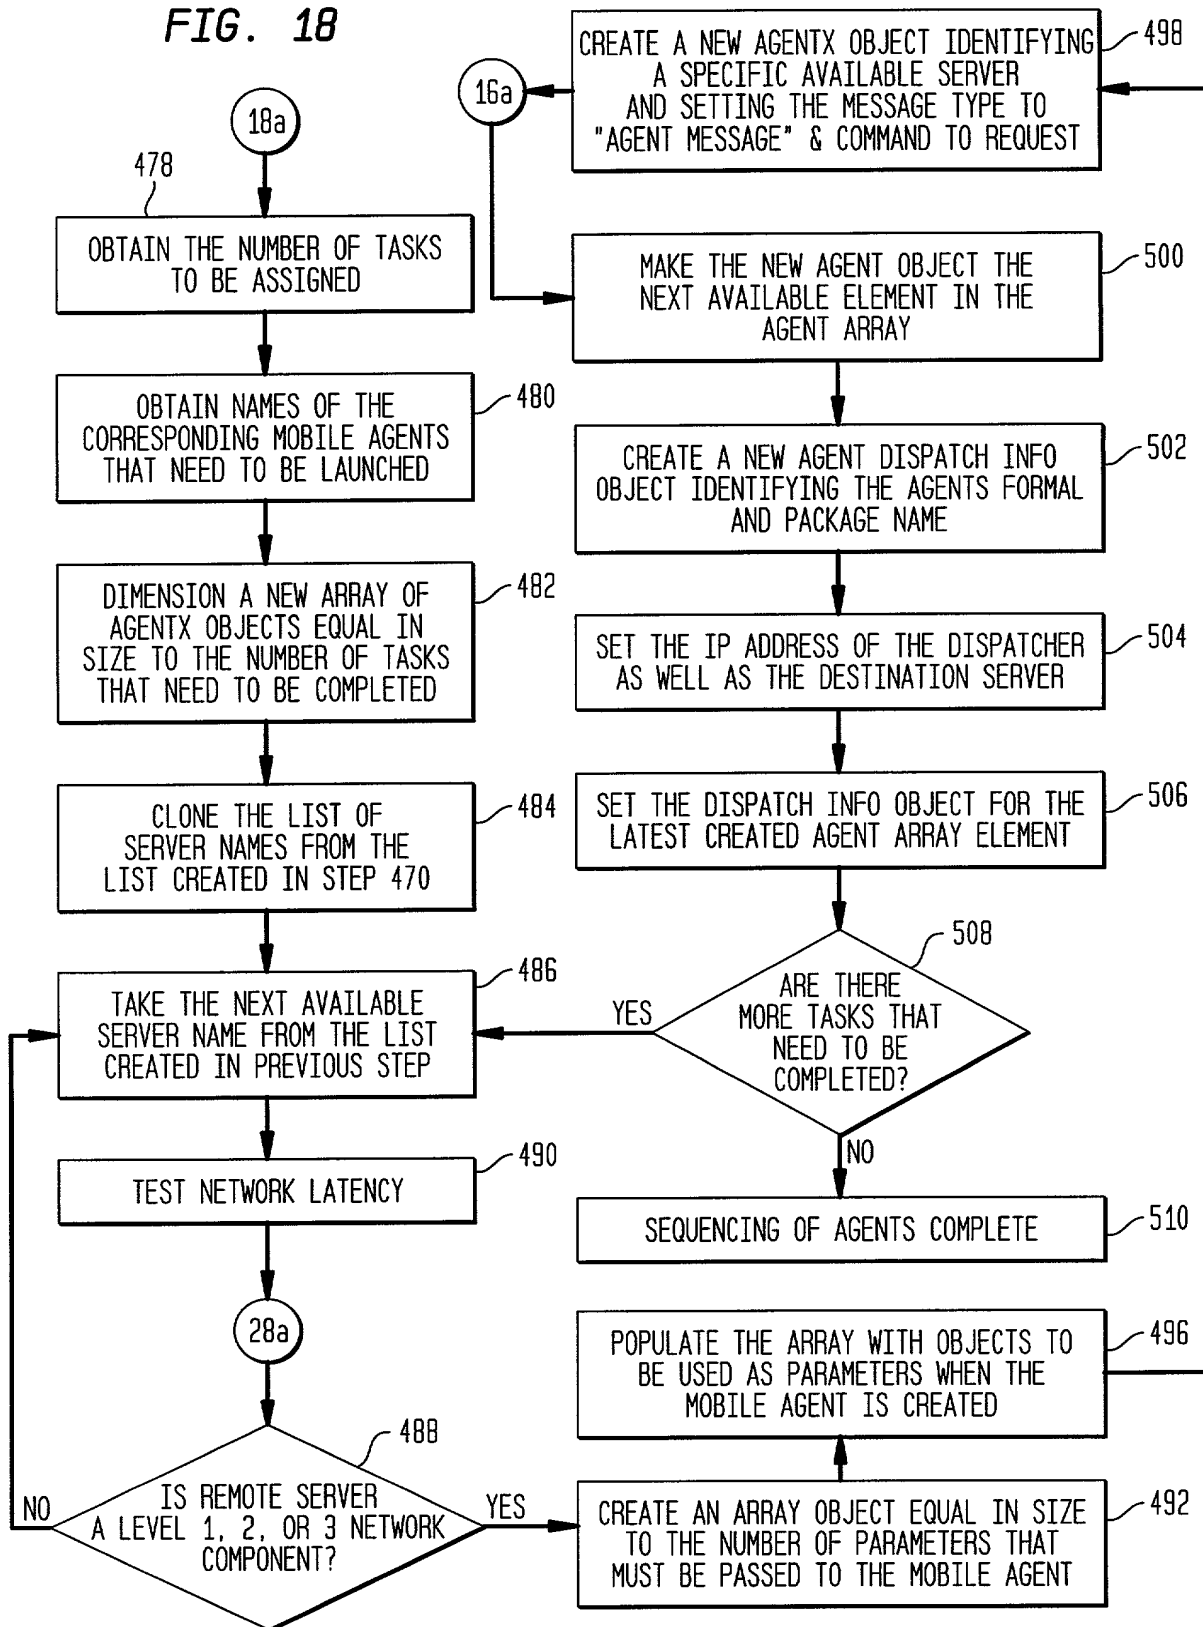 FIG. 18
18a
478
OBTAIN THE NUMBER OF TASKS
TO BE ASSIGNED
480
OBTAIN NAMES OF THE
CORRESPONDING MOBILE AGENTS
THAT NEED TO BE LAUNCHED
482
DIMENSION A NEW ARRAY OF
AGENTX OBJECTS EQUAL IN
SIZE TO THE NUMBER OF TASKS
THAT NEED TO BE COMPLETED
484
CLONE THE LIST OF
SERVER NAMES FROM THE
LIST CREATED IN STEP 470
486
TAKE THE NEXT AVAILABLE
SERVER NAME FROM THE LIST
CREATED IN PREVIOUS STEP
490
TEST NETWORK LATENCY
28a
488
IS REMOTE SERVER
A LEVEL 1, 2, OR 3 NETWORK
COMPONENT?
NO
YES
492
CREATE AN ARRAY OBJECT EQUAL IN SIZE
TO THE NUMBER OF PARAMETERS THAT
MUST BE PASSED TO THE MOBILE AGENT
496
POPULATE THE ARRAY WITH OBJECTS TO
BE USED AS PARAMETERS WHEN THE
MOBILE AGENT IS CREATED
498
CREATE A NEW AGENTX OBJECT IDENTIFYING
A SPECIFIC AVAILABLE SERVER
AND SETTING THE MESSAGE TYPE TO
"AGENT MESSAGE" & COMMAND TO REQUEST
16a
500
MAKE THE NEW AGENT OBJECT THE
NEXT AVAILABLE ELEMENT IN THE
AGENT ARRAY
502
CREATE A NEW AGENT DISPATCH INFO
OBJECT IDENTIFYING THE AGENTS FORMAL
AND PACKAGE NAME
504
SET THE IP ADDRESS OF THE DISPATCHER
AS WELL AS THE DESTINATION SERVER
506
SET THE DISPATCH INFO OBJECT FOR THE
LATEST CREATED AGENT ARRAY ELEMENT
508
ARE THERE
MORE TASKS THAT
NEED TO BE
COMPLETED?
YES
NO
510
SEQUENCING OF AGENTS COMPLETE